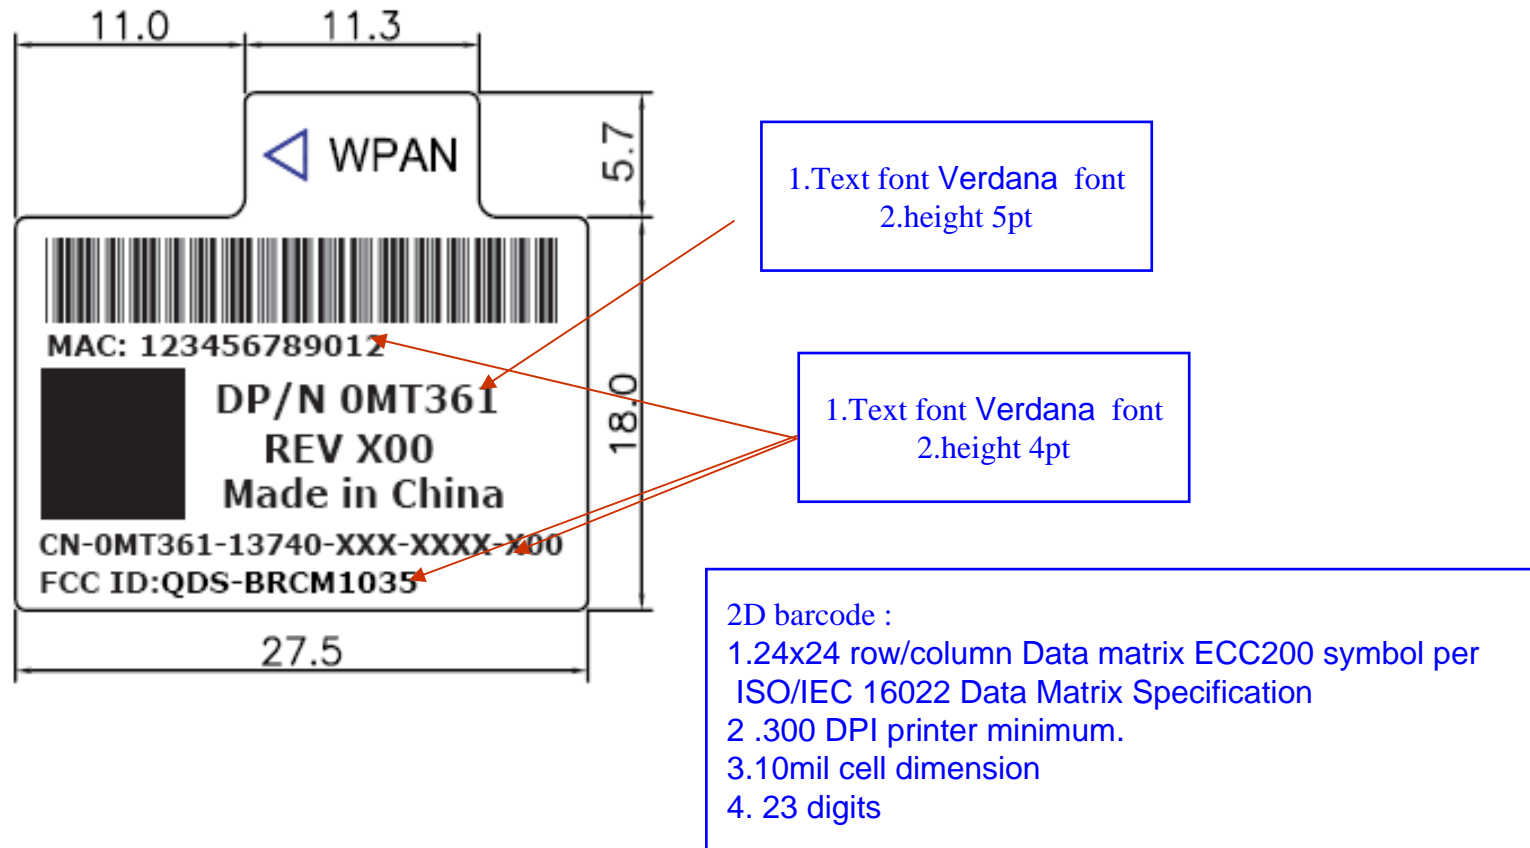 11.0 11.3
WPAN
5.7
1.Text font Verdana font
2.height 5pt
MAC: 123456789012
DP/N 0MT361
REV X00
Made in China
18.0
1.Text font Verdana font
2.height 4pt
CN-0MT361-13740-XXX-XXXX-X00
FCC ID:QDS-BRCM1035
27.5
2D barcode :
1.24x24 row/column Data matrix ECC200 symbol per
ISO/IEC 16022 Data Matrix Specification
2 .300 DPI printer minimum.
3.10mil cell dimension
4. 23 digits